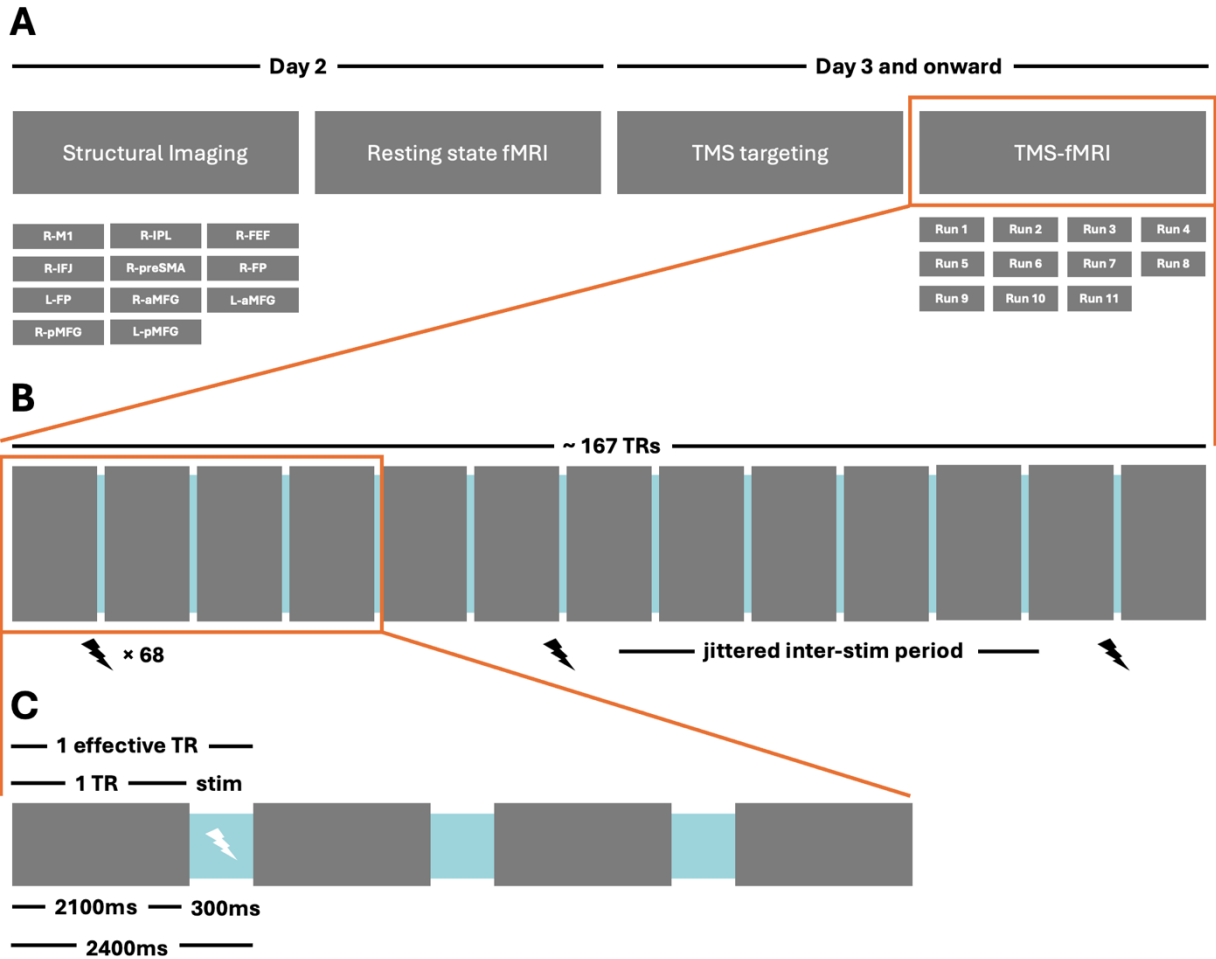 A
Day 2
Day 3 and onward
Structural Imaging
Resting state fMRI
TMS targeting
TMS-fMRI
R-M1 R-IPL R-FEF
R-IFJ R-preSMA R-FP
L-FP R-aMFG L-aMFG
R-pMFG L-pMFG
Run 1 Run 2 Run 3 Run 4
Run 5 Run 6 Run 7 Run 8
Run 9 Run 10 Run 11
B
~ 167 TRs
× 68
jittered inter-stim period
C
1 effective TR
1 TR stim
2100ms 300ms
2400ms